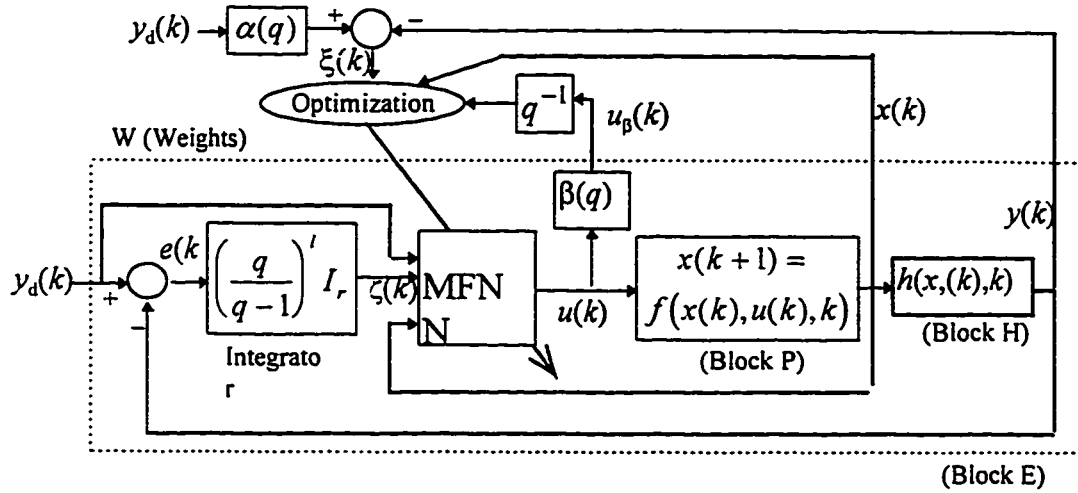 y_d(k)
α(q)
+
−
ξ(k)
Optimization
q⁻¹
u_β(k)
x(k)
W (Weights)
β(q)
y(k)
y_d(k)
+
−
e(k
(q / (q − 1))^l I_r
ζ(k)
MFN
N
u(k)
x(k+1) =
f(x(k),u(k),k)
h(x,(k),k)
(Block H)
(Block P)
Integrato
r
(Block E)